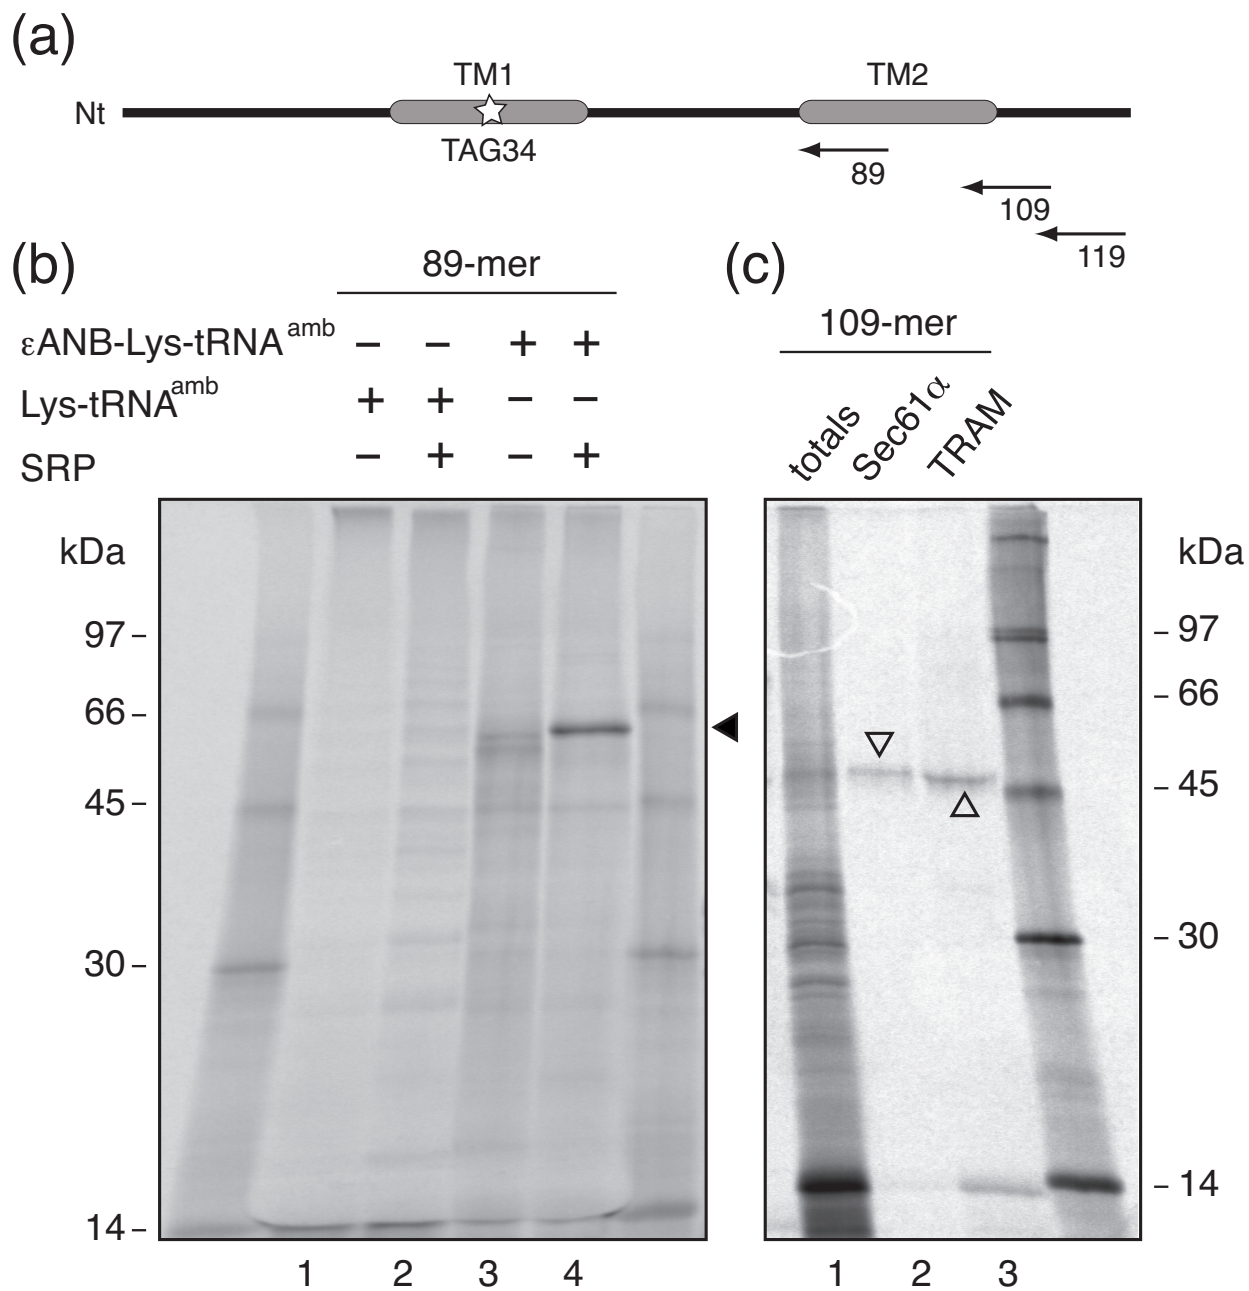 (a)
TM1 TM2
Nt
TAG34
89
109
119
(b) (c)
89-mer
109-mer
εANB-Lys-tRNA^amb − − + +
Lys-tRNA^amb + + − −
SRP − + − +
totals Sec61α TRAM
kDa kDa
97 – – 97
66 – – 66
45 – – 45
30 – – 30
14 – – 14
1 2 3 4 1 2 3